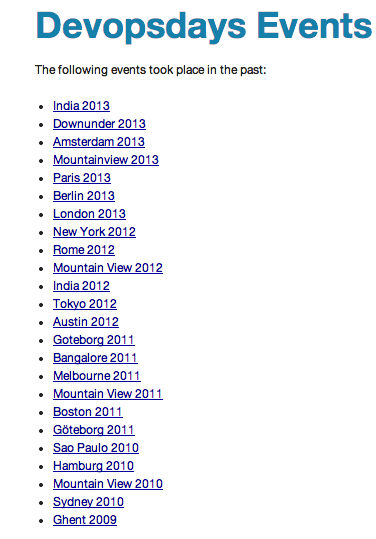 Devopsdays Events
The following events took place in the past:
India 2013
Downunder 2013
Amsterdam 2013
Mountainview 2013
Paris 2013
Berlin 2013
London 2013
New York 2012
Rome 2012
Mountain View 2012
India 2012
Tokyo 2012
Austin 2012
Goteborg 2011
Bangalore 2011
Melbourne 2011
Mountain View 2011
Boston 2011
Göteborg 2011
Sao Paulo 2010
Hamburg 2010
Mountain View 2010
Sydney 2010
Ghent 2009